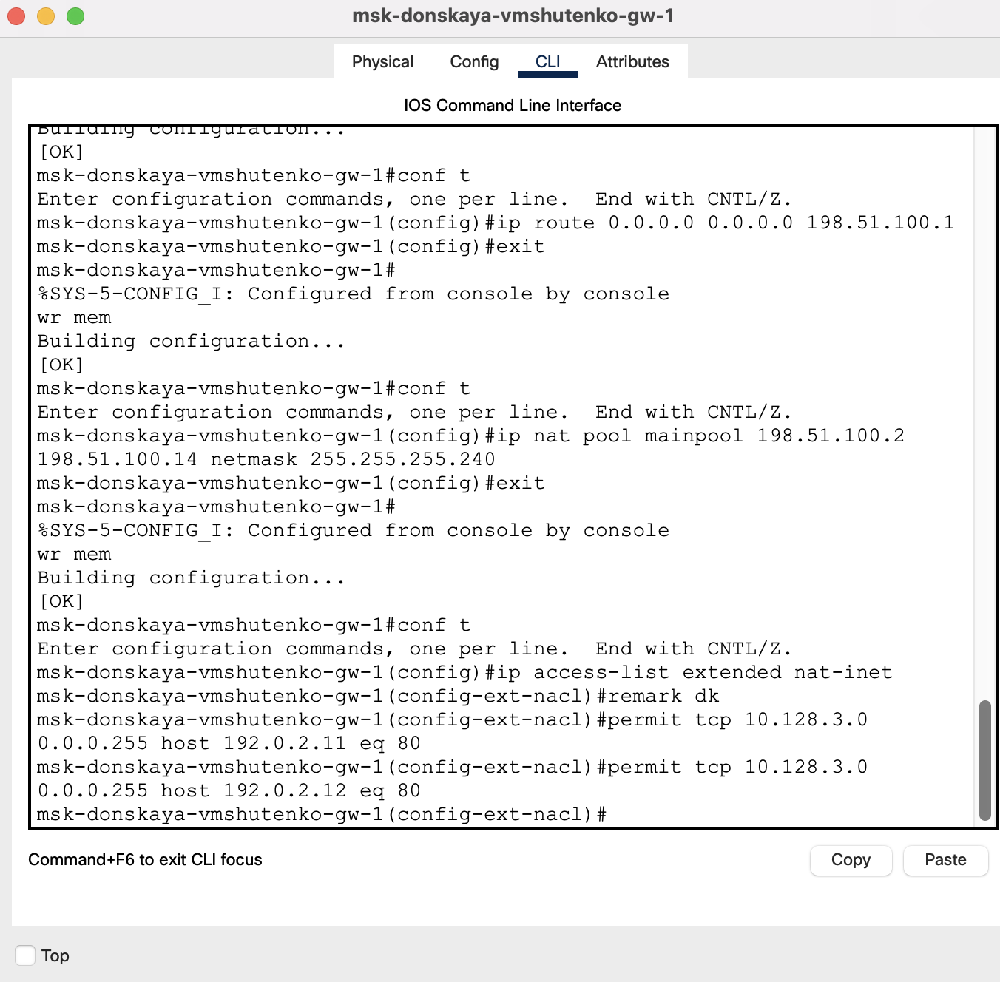 msk-donskaya-vmshutenko-gw-1
Physical Config CLI Attributes
IOS Command Line Interface
Building configuration...
[OK]
msk-donskaya-vmshutenko-gw-1#conf t
Enter configuration commands, one per line.  End with CNTL/Z.
msk-donskaya-vmshutenko-gw-1(config)#ip route 0.0.0.0 0.0.0.0 198.51.100.1
msk-donskaya-vmshutenko-gw-1(config)#exit
msk-donskaya-vmshutenko-gw-1#
%SYS-5-CONFIG_I: Configured from console by console
wr mem
Building configuration...
[OK]
msk-donskaya-vmshutenko-gw-1#conf t
Enter configuration commands, one per line.  End with CNTL/Z.
msk-donskaya-vmshutenko-gw-1(config)#ip nat pool mainpool 198.51.100.2
198.51.100.14 netmask 255.255.255.240
msk-donskaya-vmshutenko-gw-1(config)#exit
msk-donskaya-vmshutenko-gw-1#
%SYS-5-CONFIG_I: Configured from console by console
wr mem
Building configuration...
[OK]
msk-donskaya-vmshutenko-gw-1#conf t
Enter configuration commands, one per line.  End with CNTL/Z.
msk-donskaya-vmshutenko-gw-1(config)#ip access-list extended nat-inet
msk-donskaya-vmshutenko-gw-1(config-ext-nacl)#remark dk
msk-donskaya-vmshutenko-gw-1(config-ext-nacl)#permit tcp 10.128.3.0
0.0.0.255 host 192.0.2.11 eq 80
msk-donskaya-vmshutenko-gw-1(config-ext-nacl)#permit tcp 10.128.3.0
0.0.0.255 host 192.0.2.12 eq 80
msk-donskaya-vmshutenko-gw-1(config-ext-nacl)#
Command+F6 to exit CLI focus
Copy Paste
Top